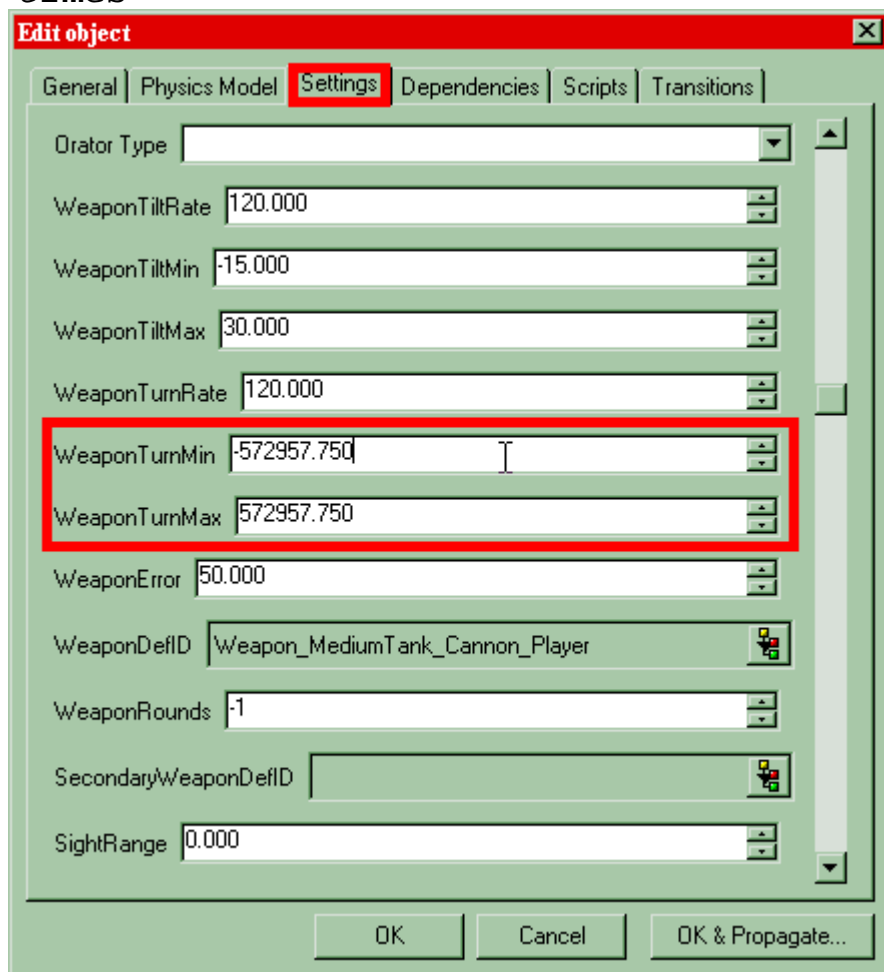 Edit object
General Physics Model Settings Dependencies Scripts Transitions
Orator Type
WeaponTiltRate 120.000
WeaponTiltMin -15.000
WeaponTiltMax 30.000
WeaponTurnRate 120.000
WeaponTurnMin -572957.750
WeaponTurnMax 572957.750
WeaponError 50.000
WeaponDefID Weapon_MediumTank_Cannon_Player
WeaponRounds -1
SecondaryWeaponDefID
SightRange 0.000
OK Cancel OK & Propagate...